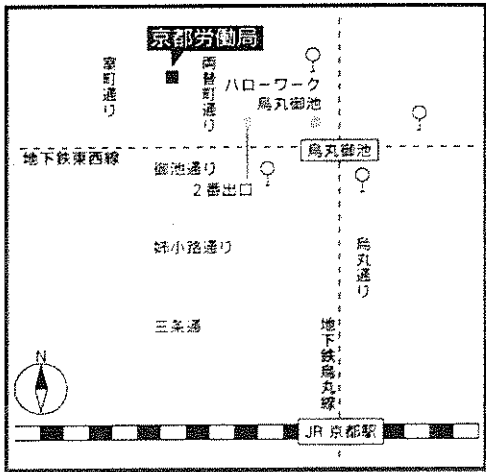 京都労働局
室町通り
両替町通り
ハローワーク
烏丸御池
地下鉄東西線
烏丸御池
御池通り
2番出口
姉小路通り
烏丸通り
三条通
地下鉄烏丸線
N
JR 京都駅